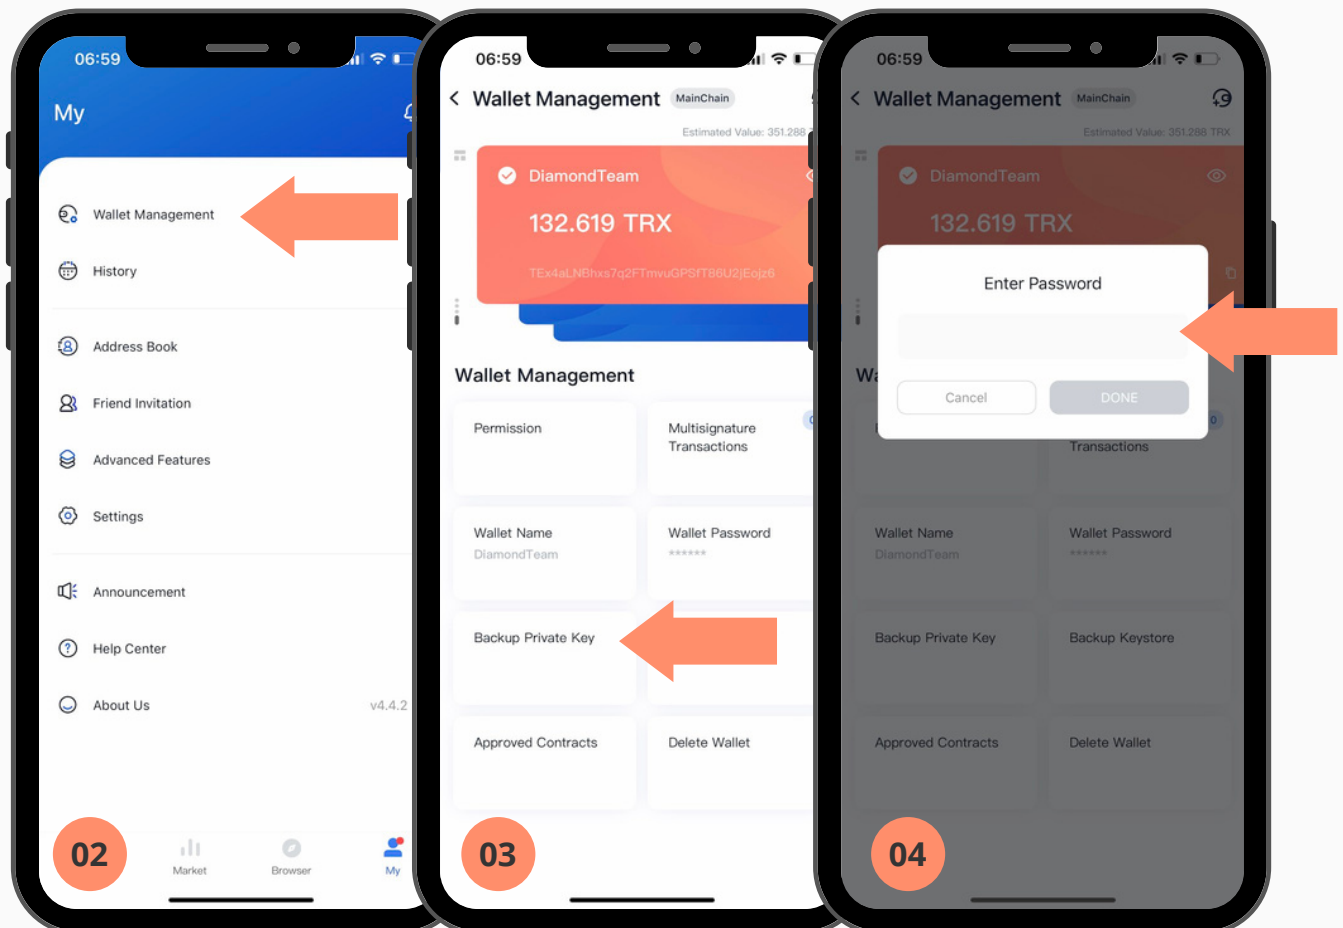 06:59
My
Wallet Management
History
Address Book
Friend Invitation
Advanced Features
Settings
Announcement
Help Center
About Us
v4.4.2
02
Market
Browser
My
06:59
Wallet Management
MainChain
Estimated Value: 351.288
DiamondTeam
132.619 TRX
TEx4aLNBhxs7q2FTmvuGPSfT86U2jEojz6
Wallet Management
Permission
Multisignature
Transactions
Wallet Name
DiamondTeam
Wallet Password
******
Backup Private Key
Approved Contracts
Delete Wallet
03
06:59
Wallet Management
MainChain
Estimated Value: 351.288 TRX
DiamondTeam
132.619 TRX
Enter Password
Cancel
DONE
0
Transactions
Wallet Name
DiamondTeam
Wallet Password
******
Backup Private Key
Backup Keystore
Approved Contracts
Delete Wallet
04